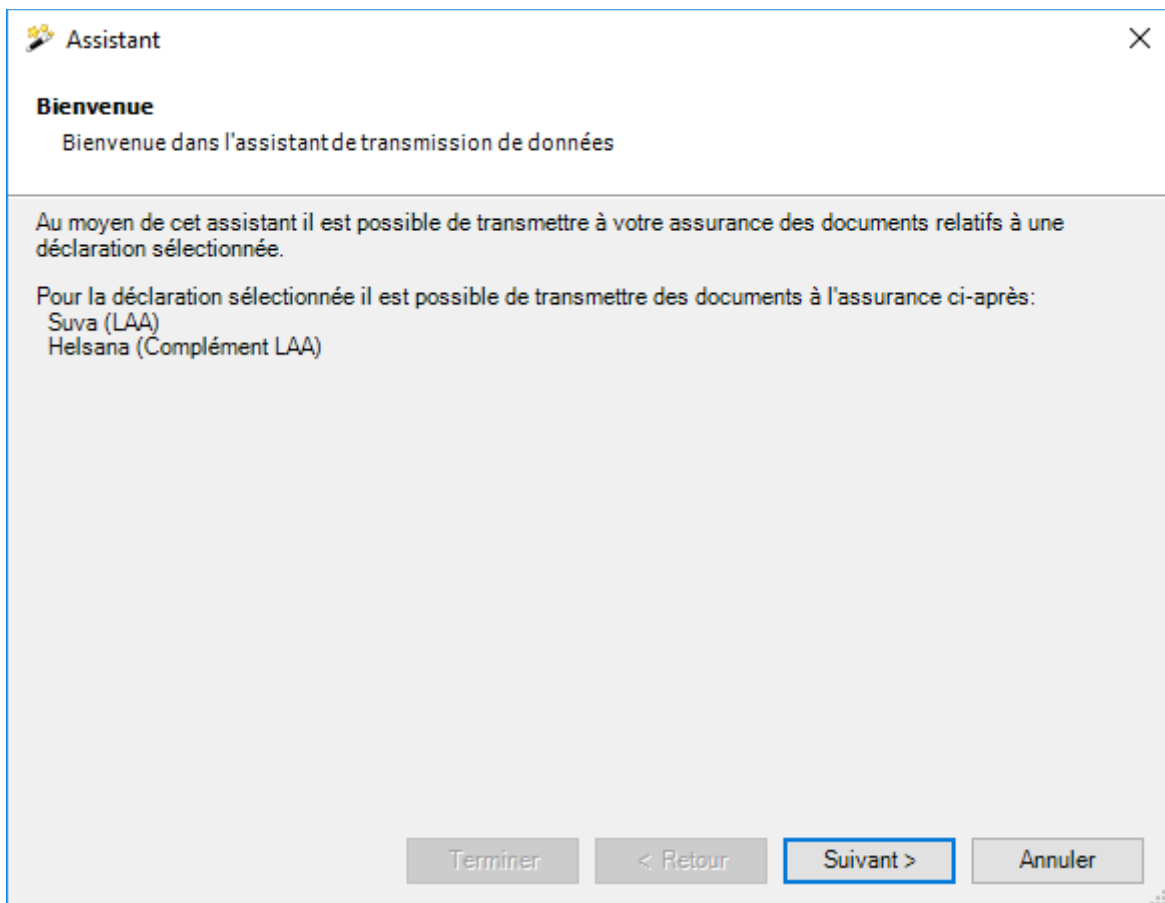 Assistant
Bienvenue
Bienvenue dans l'assistant de transmission de données
Au moyen de cet assistant il est possible de transmettre à votre assurance des documents relatifs à une
déclaration sélectionnée.
Pour la déclaration sélectionnée il est possible de transmettre des documents à l'assurance ci-après:
Suva (LAA)
Helsana (Complément LAA)
Terminer
< Retour
Suivant >
Annuler